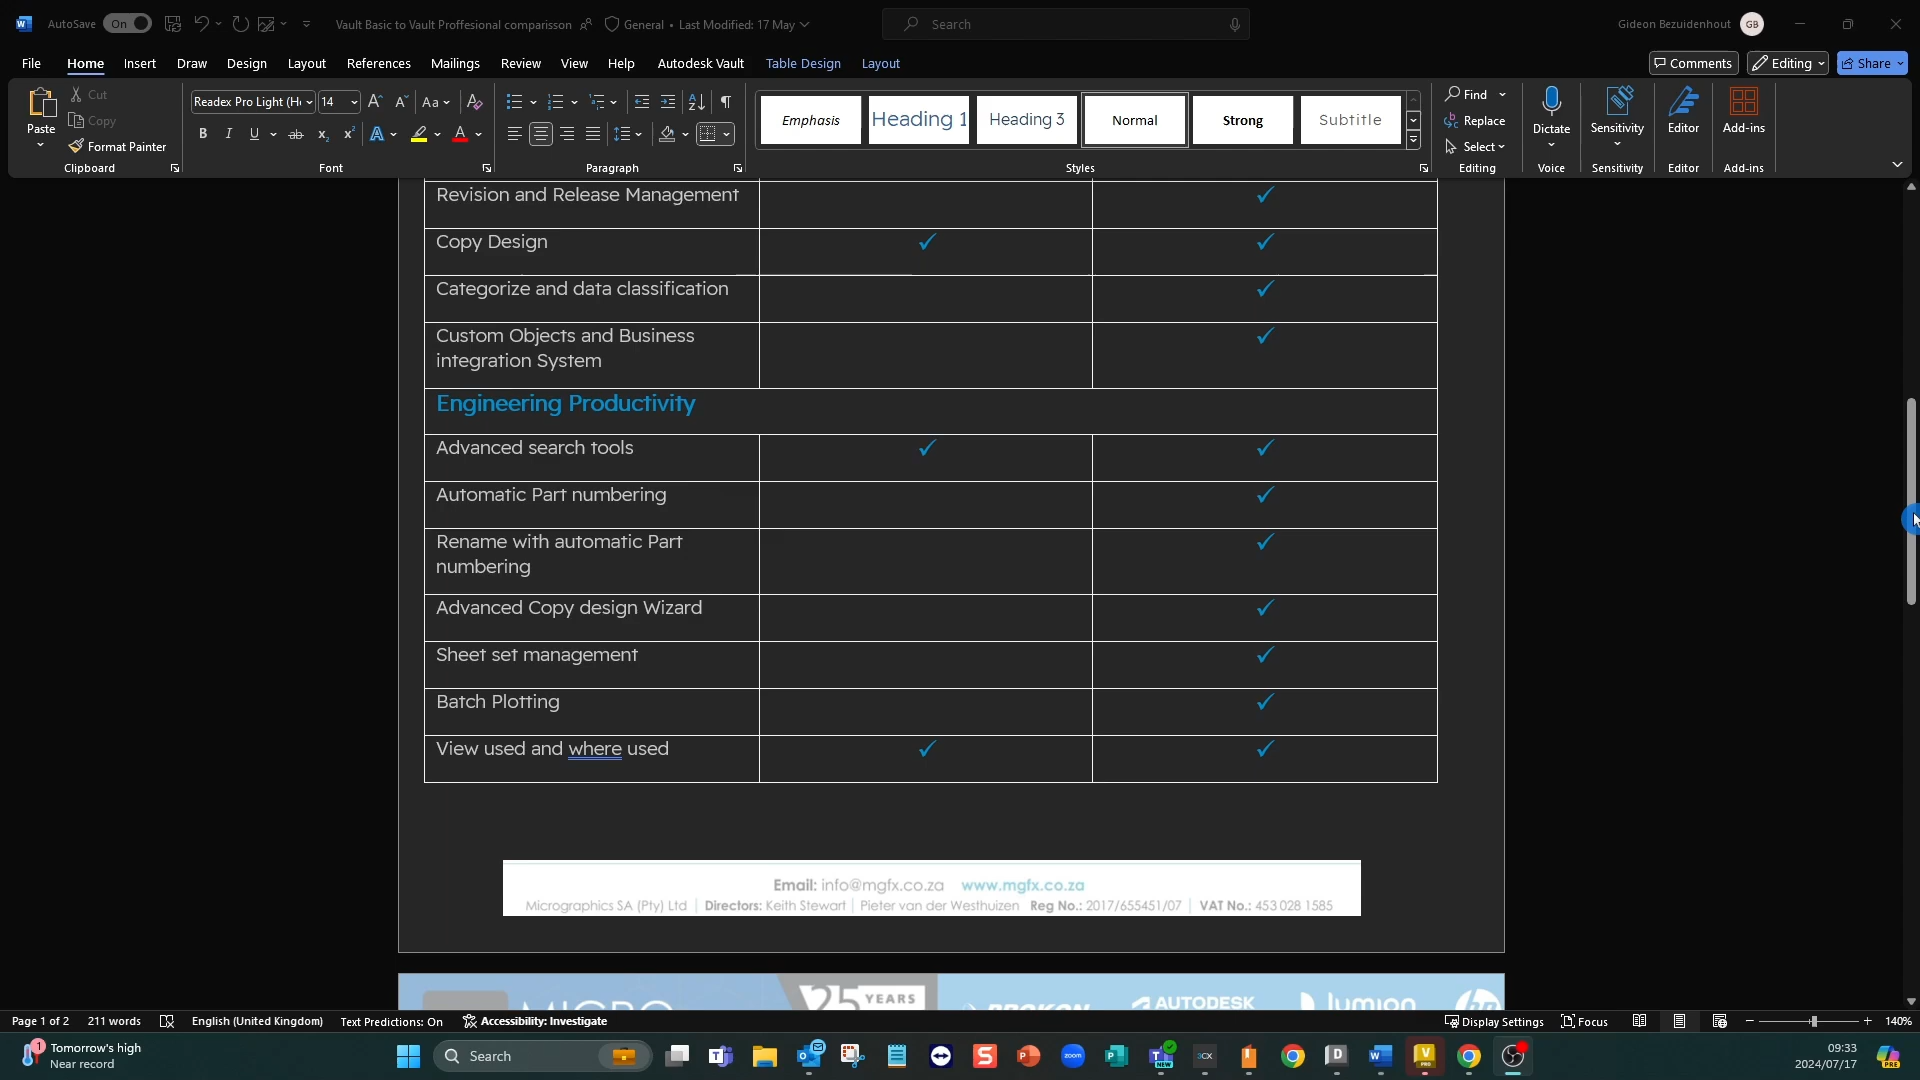 AutoSave On
Vault Basic to Vault Proffesional comparisson
General • Last Modified: 17 May
Search
Gideon Bezuidenhout GB
File Home Insert Draw Design Layout References Mailings Review View Help Autodesk Vault Table Design Layout
Comments Editing Share
Paste
Cut
Copy
Format Painter
Clipboard
Readex Pro Light (H 14
Font
Paragraph
Emphasis Heading 1 Heading 3 Normal Strong Subtitle
Styles
Find
Replace
Select
Editing
Dictate
Voice
Sensitivity
Sensitivity
Editor
Editor
Add-ins
Add-ins
Revision and Release Management
Copy Design
Categorize and data classification
Custom Objects and Business
integration System
Engineering Productivity
Advanced search tools
Automatic Part numbering
Rename with automatic Part
numbering
Advanced Copy design Wizard
Sheet set management
Batch Plotting
View used and where used
Email: info@mgfx.co.za www.mgfx.co.za
Micrographics SA (Pty) Ltd | Directors: Keith Stewart | Pieter van der Westhuizen Reg No.: 2017/655451/07 | VAT No.: 453 028 1585
25 YEARS
PROKON
AUTODESK
lumion
hp
Page 1 of 2 211 words English (United Kingdom) Text Predictions: On Accessibility: Investigate
Display Settings Focus 140%
Tomorrow's high
Near record
Search
09:33
2024/07/17